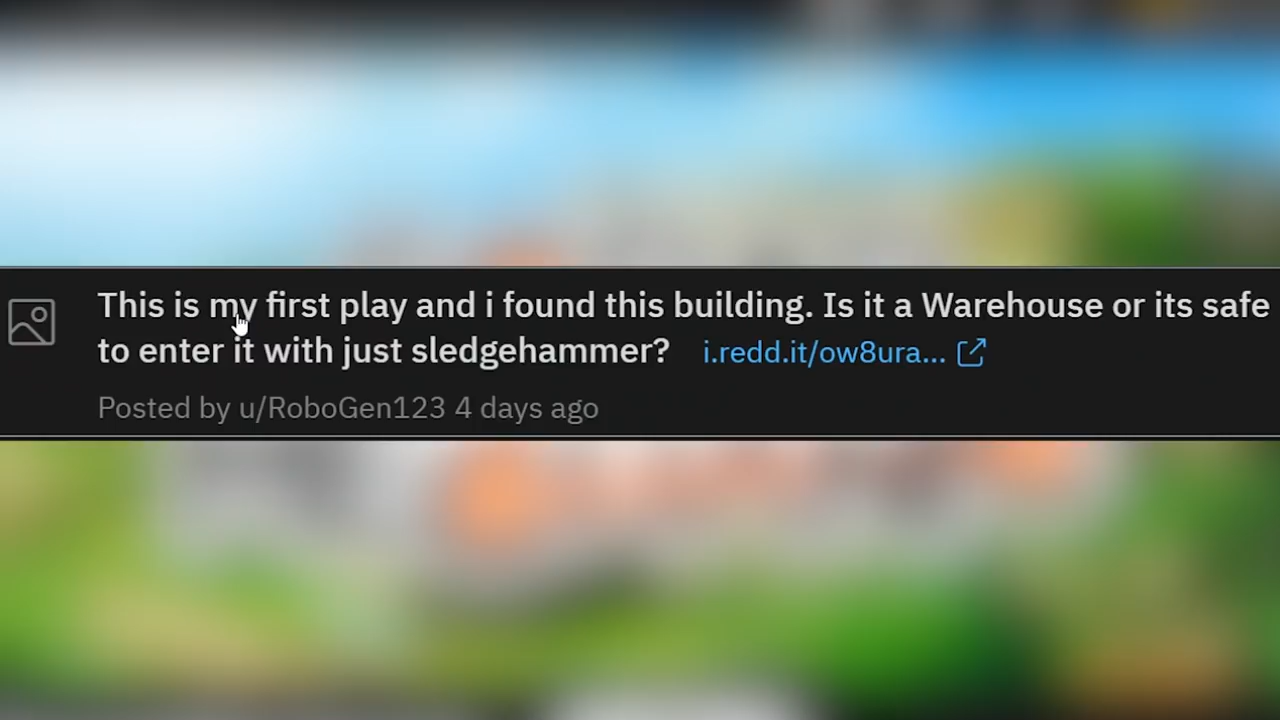 This is my first play and i found this building. Is it a Warehouse or its safe
to enter it with just sledgehammer? i.redd.it/ow8ura...
Posted by u/RoboGen123 4 days ago